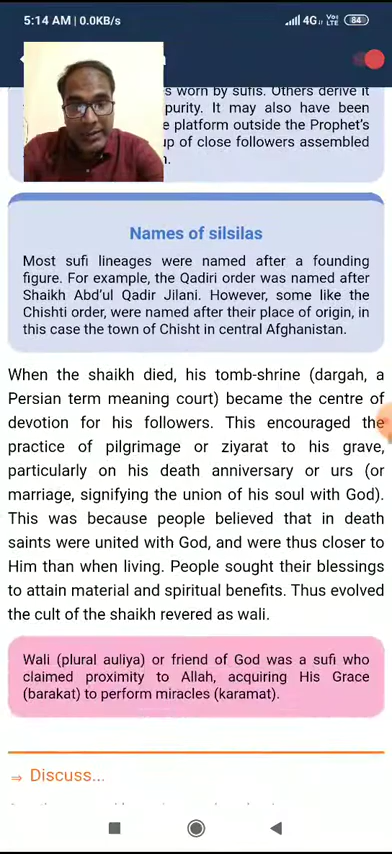 5:14 AM | 0.0KB/s
4G
Vo
LTE
84
s worn by sufis. Others derive it
purity. It may also have been
e platform outside the Prophet's
up of close followers assembled
Names of silsilas
Most sufi lineages were named after a founding
figure. For example, the Qadiri order was named after
Shaikh Abd'ul Qadir Jilani. However, some like the
Chishti order, were named after their place of origin, in
this case the town of Chisht in central Afghanistan.
When the shaikh died, his tomb-shrine (dargah, a
Persian term meaning court) became the centre of
devotion for his followers. This encouraged the
practice of pilgrimage or ziyarat to his grave,
particularly on his death anniversary or urs (or
marriage, signifying the union of his soul with God).
This was because people believed that in death
saints were united with God, and were thus closer to
Him than when living. People sought their blessings
to attain material and spiritual benefits. Thus evolved
the cult of the shaikh revered as wali.
Wali (plural auliya) or friend of God was a sufi who
claimed proximity to Allah, acquiring His Grace
(barakat) to perform miracles (karamat).
⇒ Discuss...